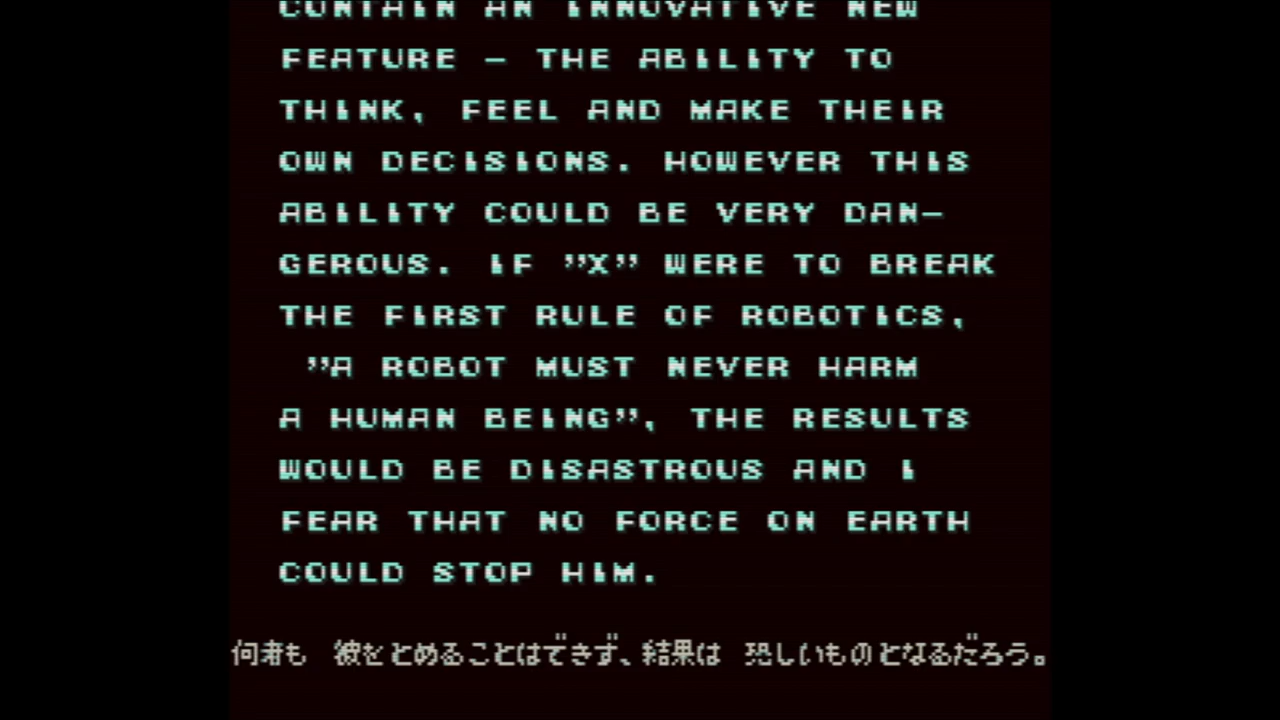 CONTAIN AN INNOVATIVE NEW
FEATURE – THE ABILITY TO
THINK, FEEL AND MAKE THEIR
OWN DECISIONS. HOWEVER THIS
ABILITY COULD BE VERY DAN–
GEROUS. IF ”X” WERE TO BREAK
THE FIRST RULE OF ROBOTICS,
”A ROBOT MUST NEVER HARM
A HUMAN BEING”, THE RESULTS
WOULD BE DISASTROUS AND I
FEAR THAT NO FORCE ON EARTH
COULD STOP HIM.
何者も 彼をとめることはできず、結果は 恐しいものとなるだろう。